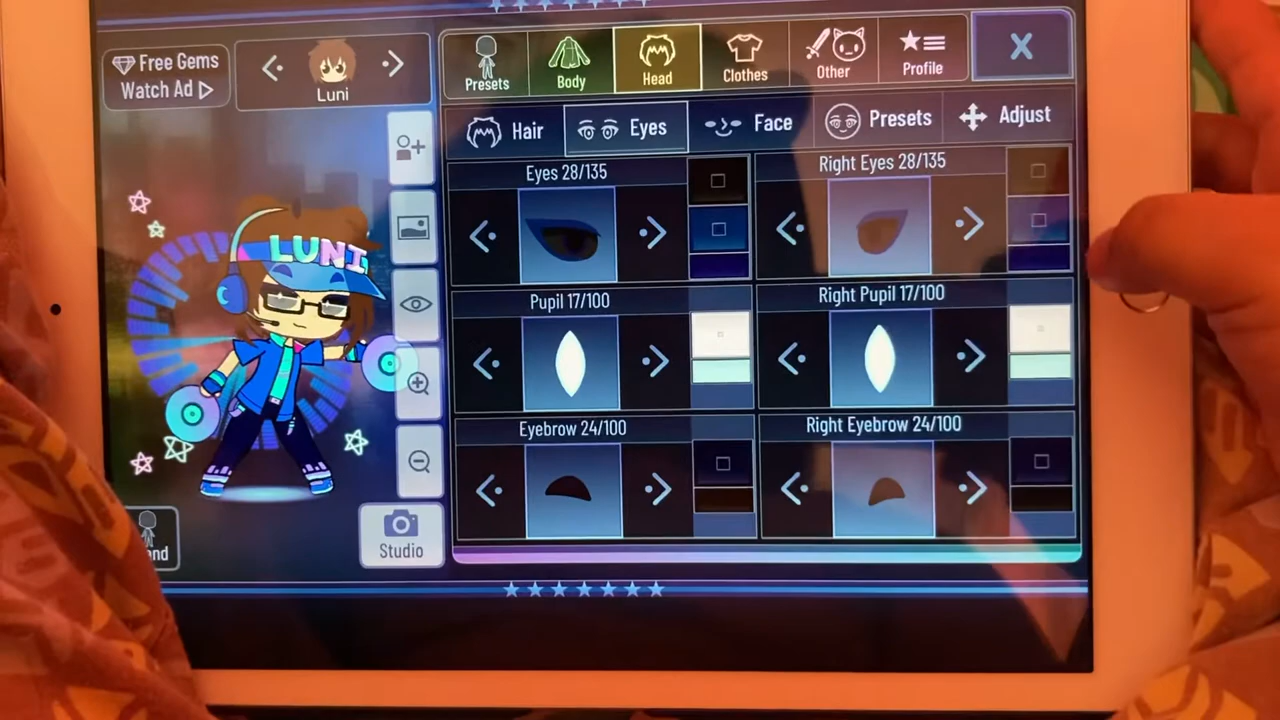 Free Gems
Watch Ad
Luni
Presets
Body
Head
Clothes
Other
Profile
X
Hair
Eyes
Face
Presets
Adjust
Eyes 28/135
Right Eyes 28/135
LUNI
Pupil 17/100
Right Pupil 17/100
Eyebrow 24/100
Right Eyebrow 24/100
Studio